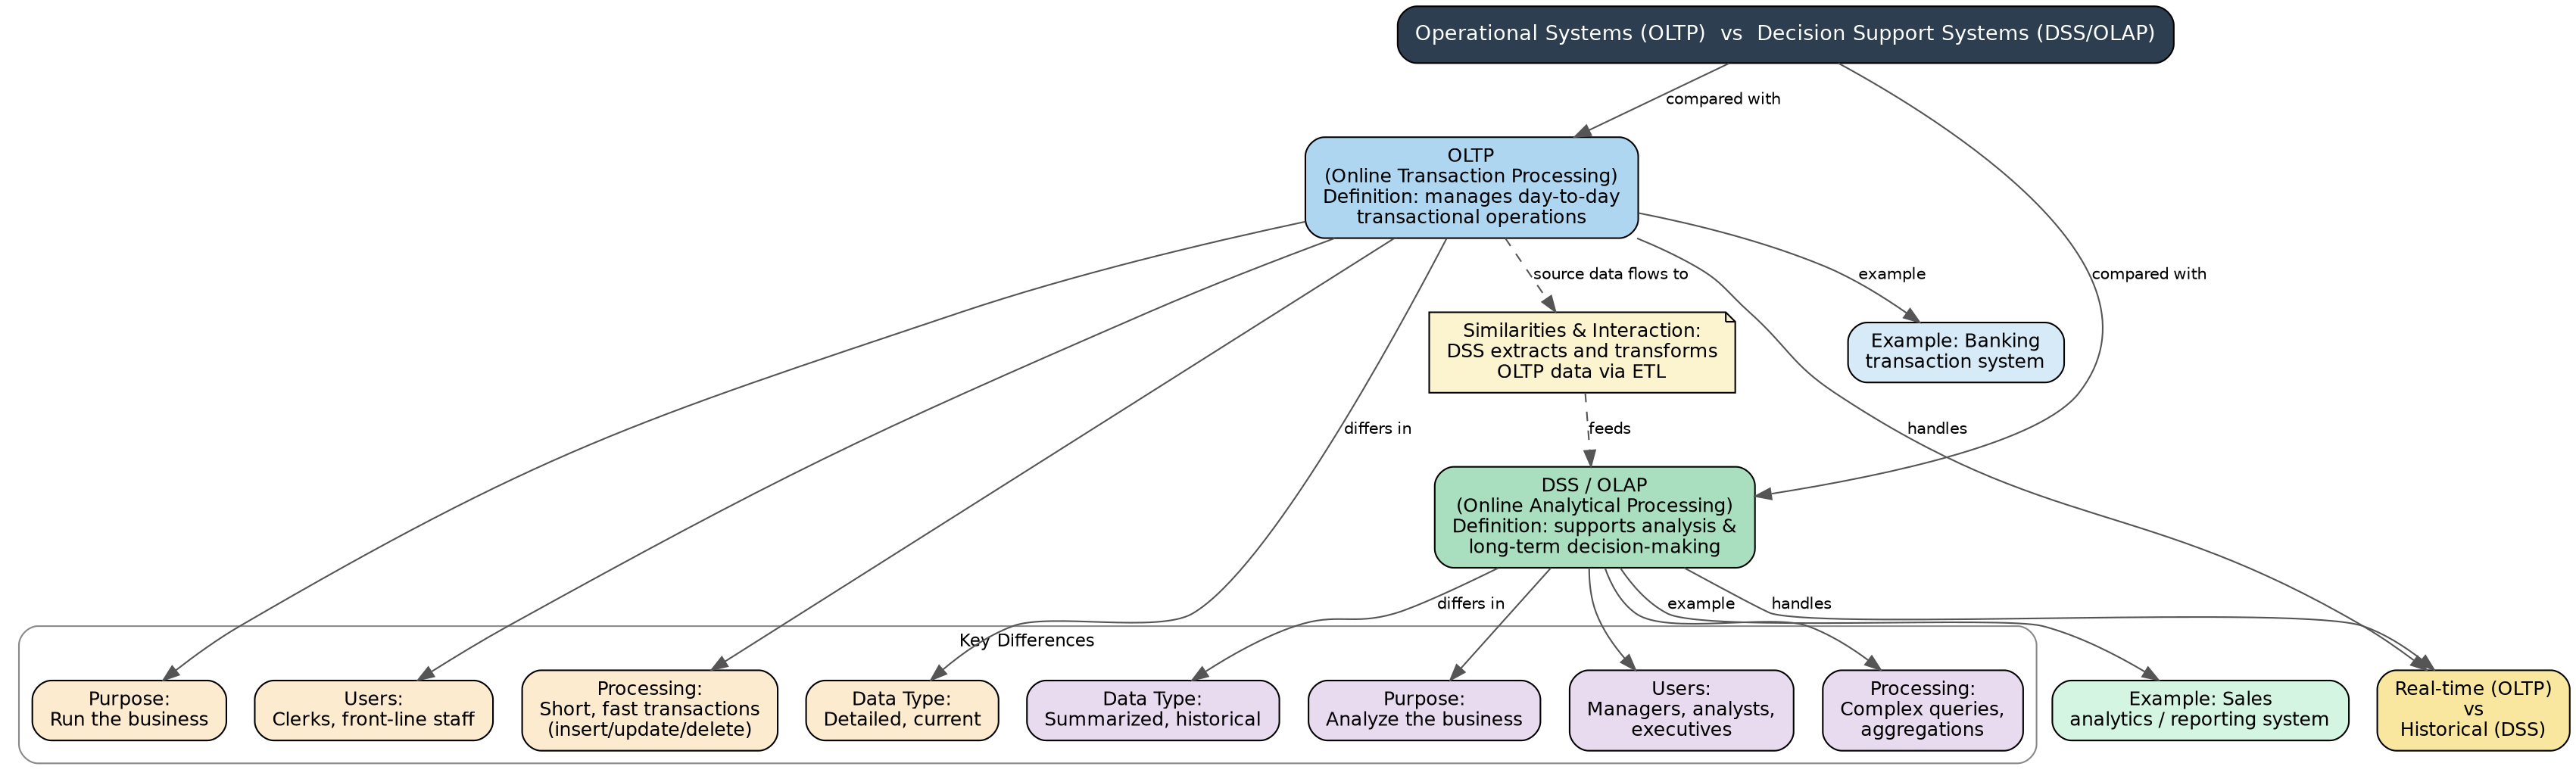 Operational Systems (OLTP)  vs  Decision Support Systems (DSS/OLAP)
compared with
OLTP
(Online Transaction Processing)
Definition: manages day-to-day
transactional operations
source data flows to
example
compared with
Similarities & Interaction:
DSS extracts and transforms
OLTP data via ETL
Example: Banking
transaction system
differs in
feeds
handles
DSS / OLAP
(Online Analytical Processing)
Definition: supports analysis &
long-term decision-making
differs in
example
handles
Key Differences
Purpose:
Run the business
Users:
Clerks, front-line staff
Processing:
Short, fast transactions
(insert/update/delete)
Data Type:
Detailed, current
Data Type:
Summarized, historical
Purpose:
Analyze the business
Users:
Managers, analysts,
executives
Processing:
Complex queries,
aggregations
Example: Sales
analytics / reporting system
Real-time (OLTP)
vs
Historical (DSS)